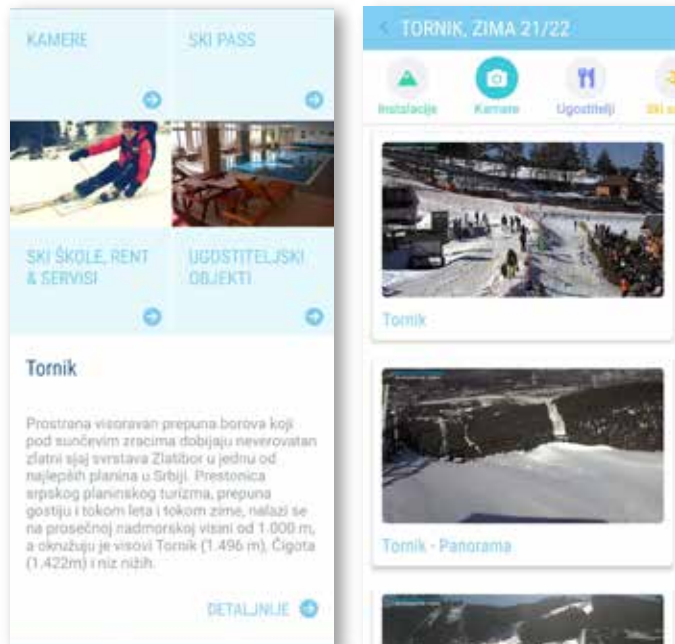 KAMERE
SKI PASS
SKI ŠKOLE, RENT
& SERVISI
UGOSTITELJSKI
OBJEKTI
Tornik
Prostrana visoravan prepuna borova koji
pod sunčevim zracima dobijaju neverovatan
zlatni sjaj svrstava Zlatibor u jednu od
najlepših planina u Srbiji. Prestonica
srpskog planinskog turizma, prepuna
gostiju i tokom leta i tokom zime, nalazi se
na prosečnoj nadmorskoj visini od 1.000 m,
a okružuju je visovi Tornik (1.496 m), Čigota
(1.422m) i niz nižih.
DETALJNIJE
TORNIK, ZIMA 21/22
Instalacije
Kamere
Ugostitelji
Ski
Tornik
Tornik - Panorama